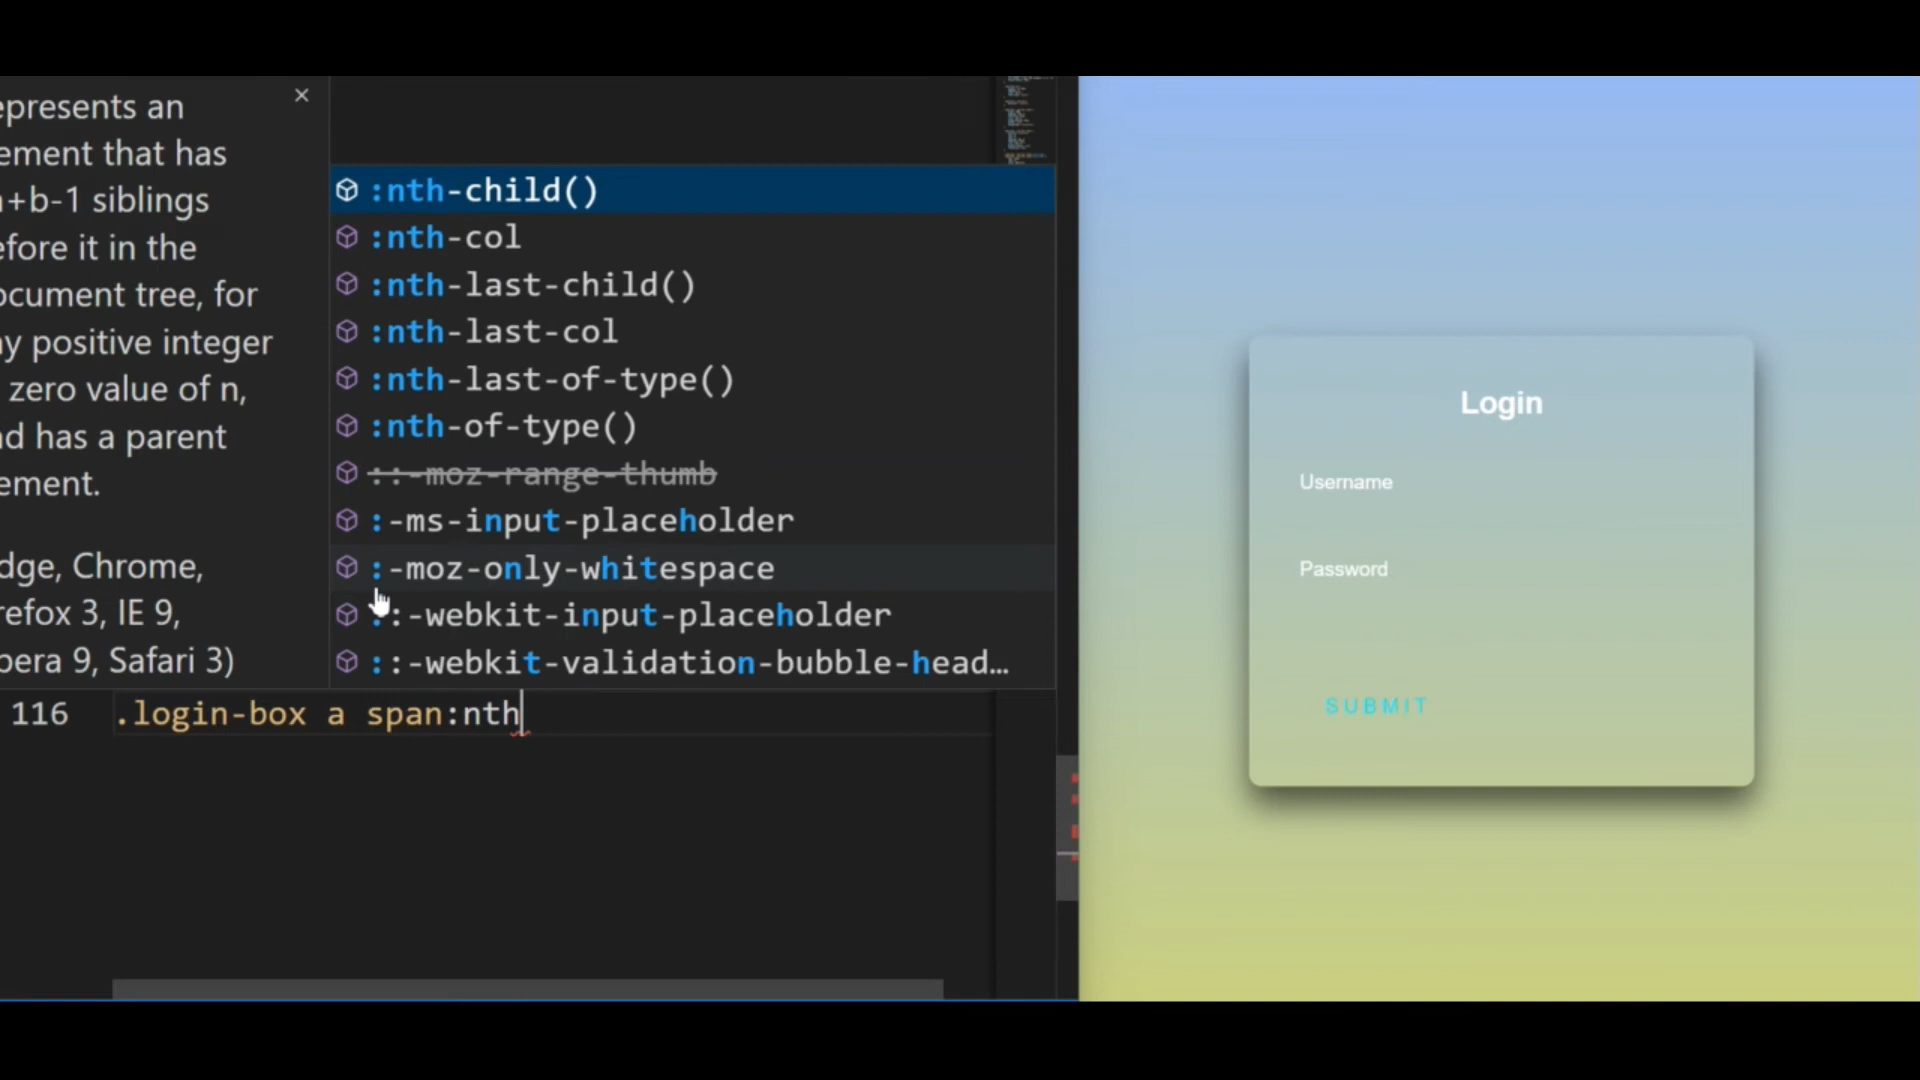 epresents an
ement that has
n+b-1 siblings
efore it in the
ocument tree, for
ny positive integer
zero value of n,
nd has a parent
ement.
dge, Chrome,
refox 3, IE 9,
pera 9, Safari 3)
×
:nth-child()
:nth-col
:nth-last-child()
:nth-last-col
:nth-last-of-type()
:nth-of-type()
::-moz-range-thumb
:-ms-input-placeholder
:-moz-only-whitespace
::-webkit-input-placeholder
::-webkit-validation-bubble-head…
116 .login-box a span:nth
Login
Username
Password
SUBMIT